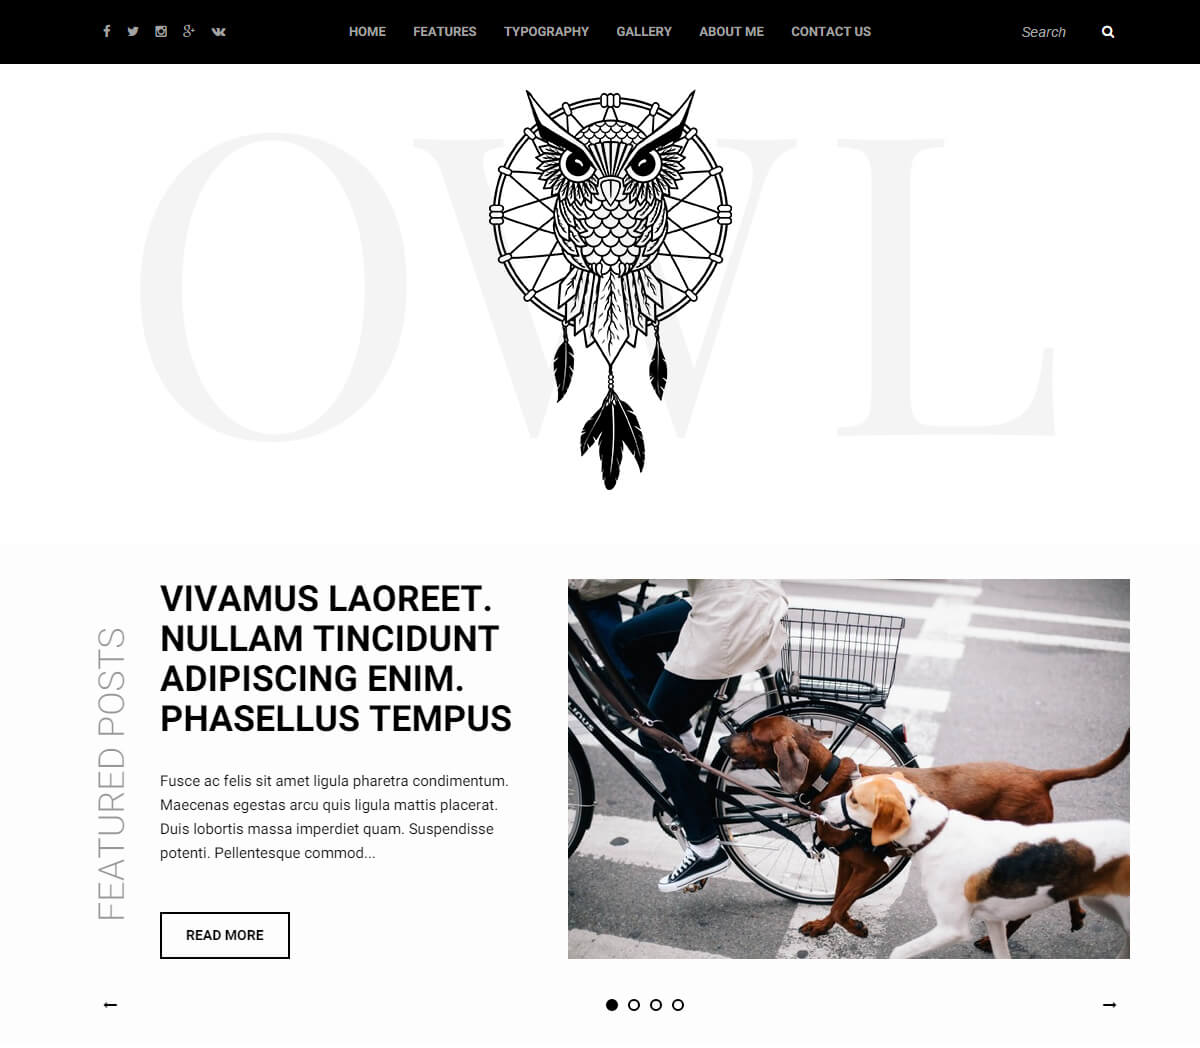 HOME FEATURES TYPOGRAPHY GALLERY ABOUT ME CONTACT US Search
OWL
FEATURED POSTS
VIVAMUS LAOREET.
NULLAM TINCIDUNT
ADIPISCING ENIM.
PHASELLUS TEMPUS
Fusce ac felis sit amet ligula pharetra condimentum.
Maecenas egestas arcu quis ligula mattis placerat.
Duis lobortis massa imperdiet quam. Suspendisse
potenti. Pellentesque commod...
READ MORE